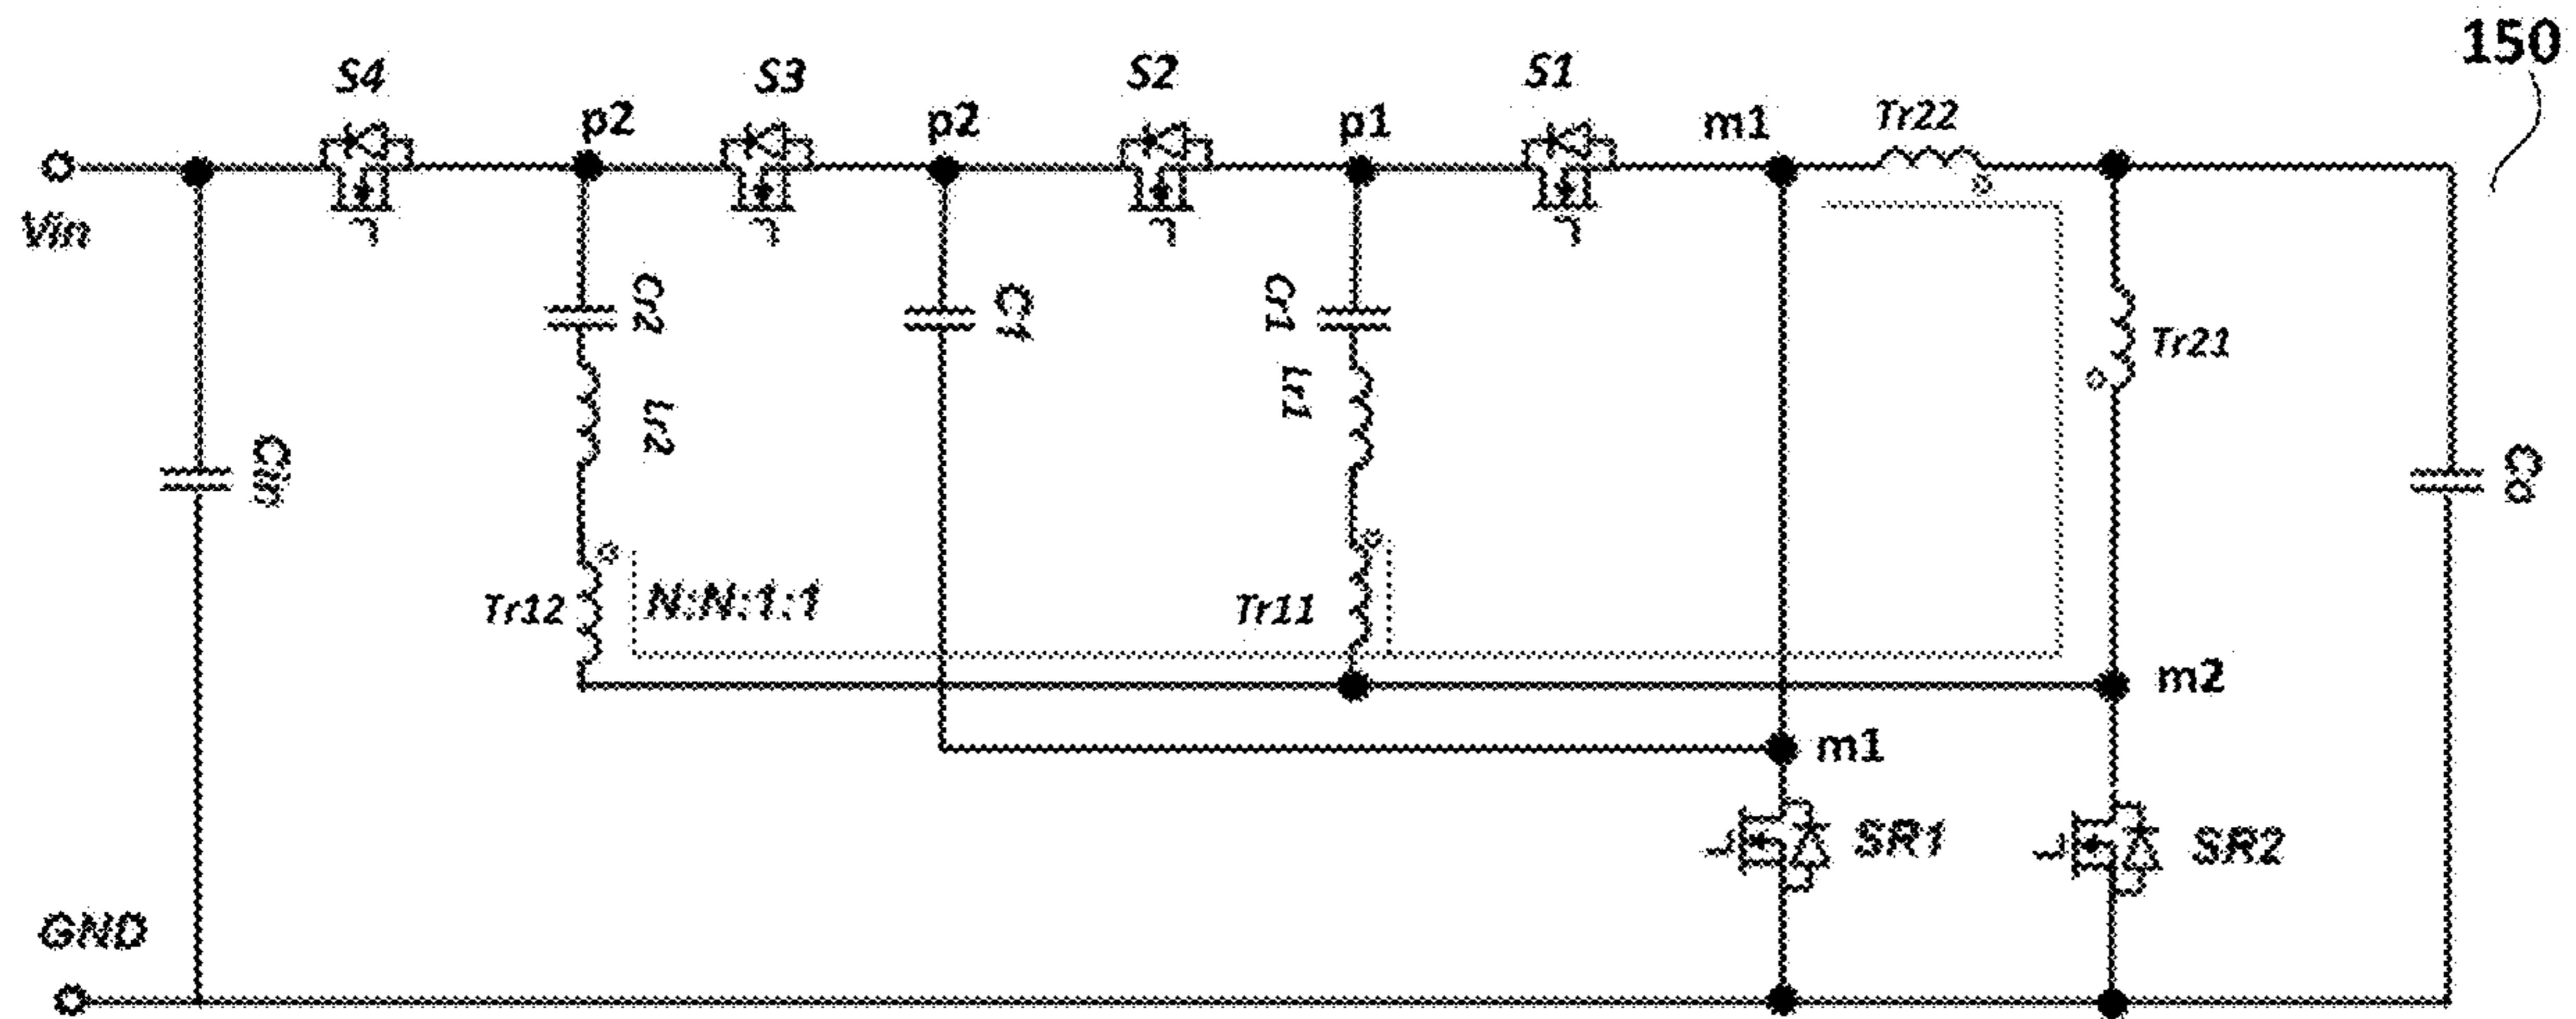 150
S4
S3
S2
S1
p2
p2
p1
m1
Tr22
Vin
Cr2
Cf
Cr1
Tr21
Lr2
Lr1
Cin
Co
Tr12
N:N:1:1
Tr11
m2
m1
SR1
SR2
GND